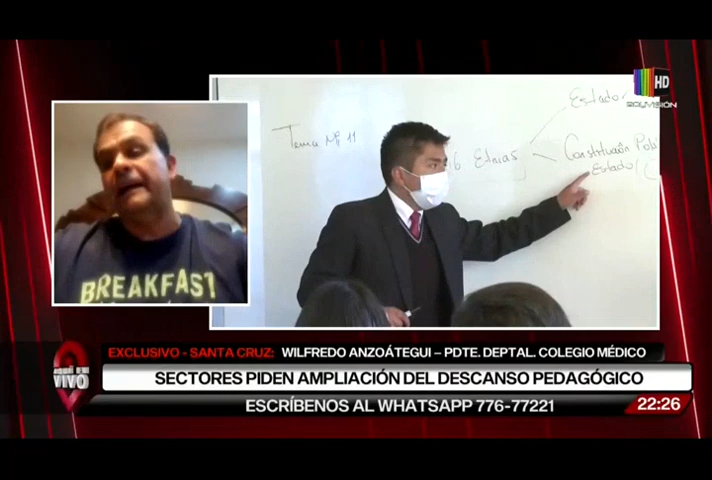 HD
BOLIVISIÓN
Estado
Tema Nº 11
36 Etnias
Constitución Polí
Estado (
BREAKFAST
EN VIVO
EXCLUSIVO - SANTA CRUZ: WILFREDO ANZOÁTEGUI – PDTE. DEPTAL. COLEGIO MÉDICO
SECTORES PIDEN AMPLIACIÓN DEL DESCANSO PEDAGÓGICO
ESCRÍBENOS AL WHATSAPP 776-77221
22:26